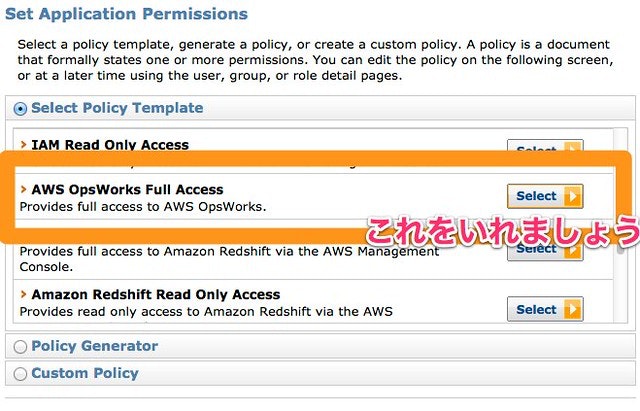 Set Application Permissions
Select a policy template, generate a policy, or create a custom policy. A policy is a document
that formally states one or more permissions. You can edit the policy on the following screen,
or at a later time using the user, group, or role detail pages.
Select Policy Template
IAM Read Only Access
Select
AWS OpsWorks Full Access
Provides full access to AWS OpsWorks.
Select
これをいれましょう
Provides full access to Amazon Redshift via the AWS Management
Console.
Select
Amazon Redshift Read Only Access
Provides read only access to Amazon Redshift via the AWS
Select
Policy Generator
Custom Policy